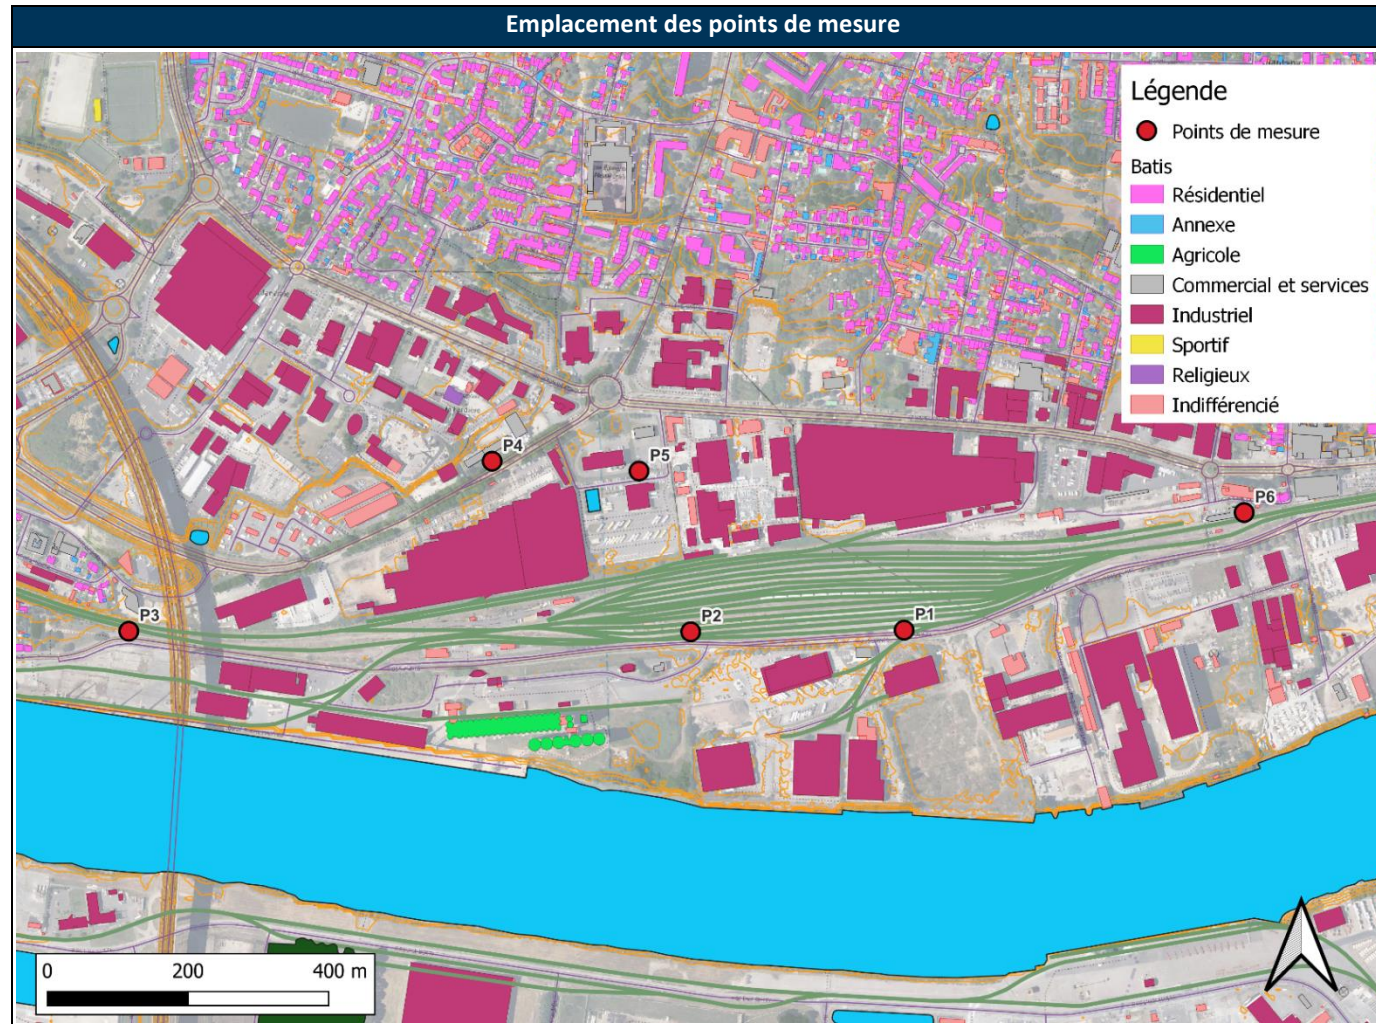 Emplacement des points de mesure
Légende
Points de mesure
Batis
Résidentiel
Annexe
Agricole
Commercial et services
Industriel
Sportif
Religieux
Indifférencié
P4
P5
P6
P3
P2
P1
0 200 400 m